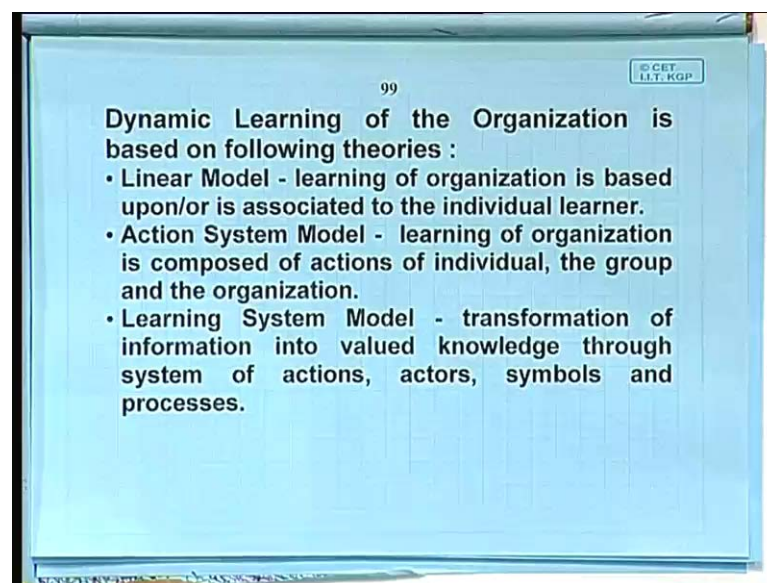 © CET
I.I.T. KGP
99
Dynamic Learning of the Organization is
based on following theories :
• Linear Model - learning of organization is based
upon/or is associated to the individual learner.
• Action System Model - learning of organization
is composed of actions of individual, the group
and the organization.
• Learning System Model - transformation of
information into valued knowledge through
system of actions, actors, symbols and
processes.